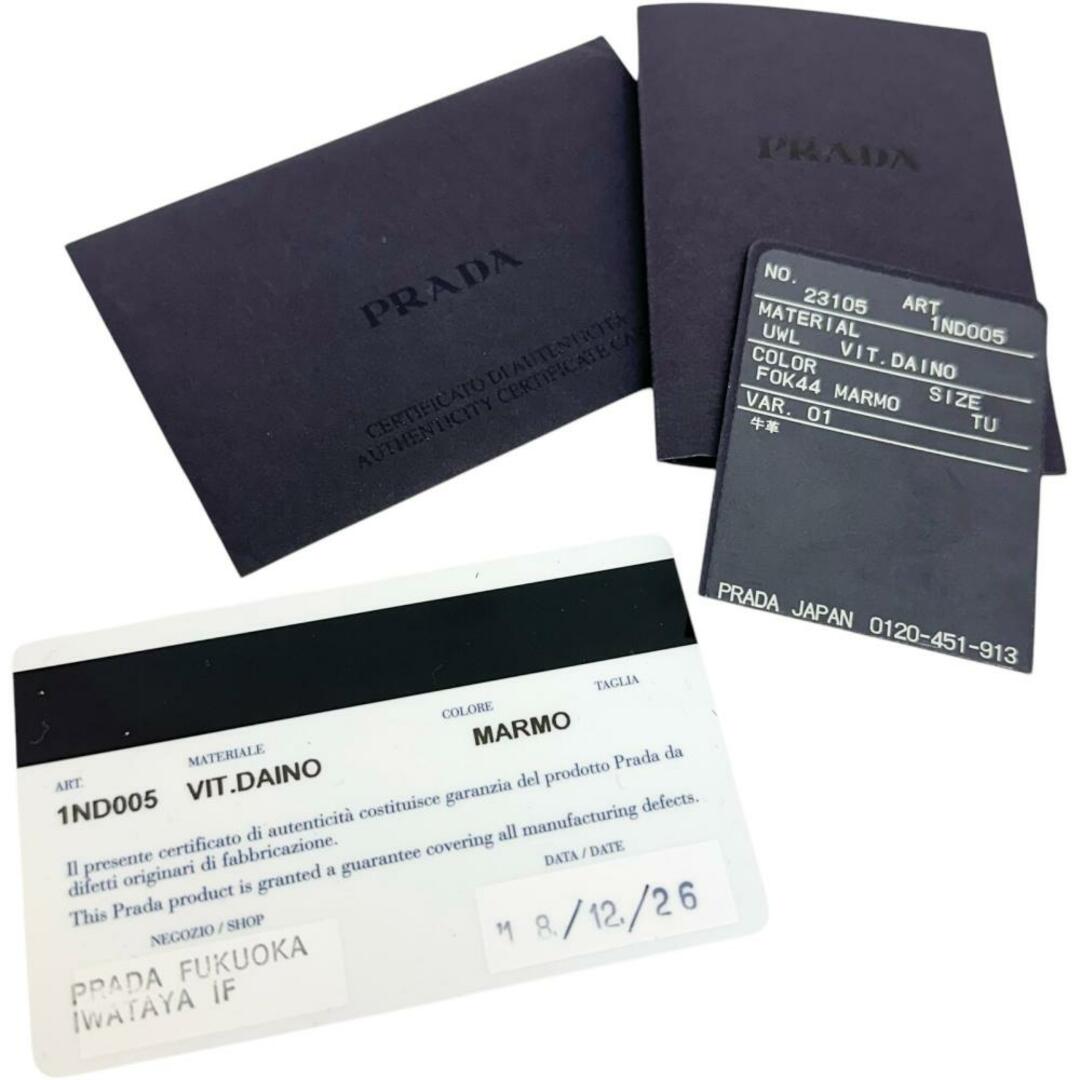 PRADA
CERTIFICATO DI AUTENTICITÀ
AUTHENTICITY CERTIFICATE
PRADA
NO. 23105 ART 1ND005
MATERIAL
UWL VIT.DAINO
COLOR SIZE
F0K44 MARMO TU
VAR. 01
牛革
PRADA JAPAN 0120-451-913
ART. MATERIALE COLORE TAGLIA
1ND005 VIT.DAINO MARMO
Il presente certificato di autenticità costituisce garanzia del prodotto Prada da
difetti originari di fabbricazione.
This Prada product is granted a guarantee covering all manufacturing defects.
NEGOZIO / SHOP DATA / DATE
PRADA FUKUOKA
IWATAYA IF
8./12./26